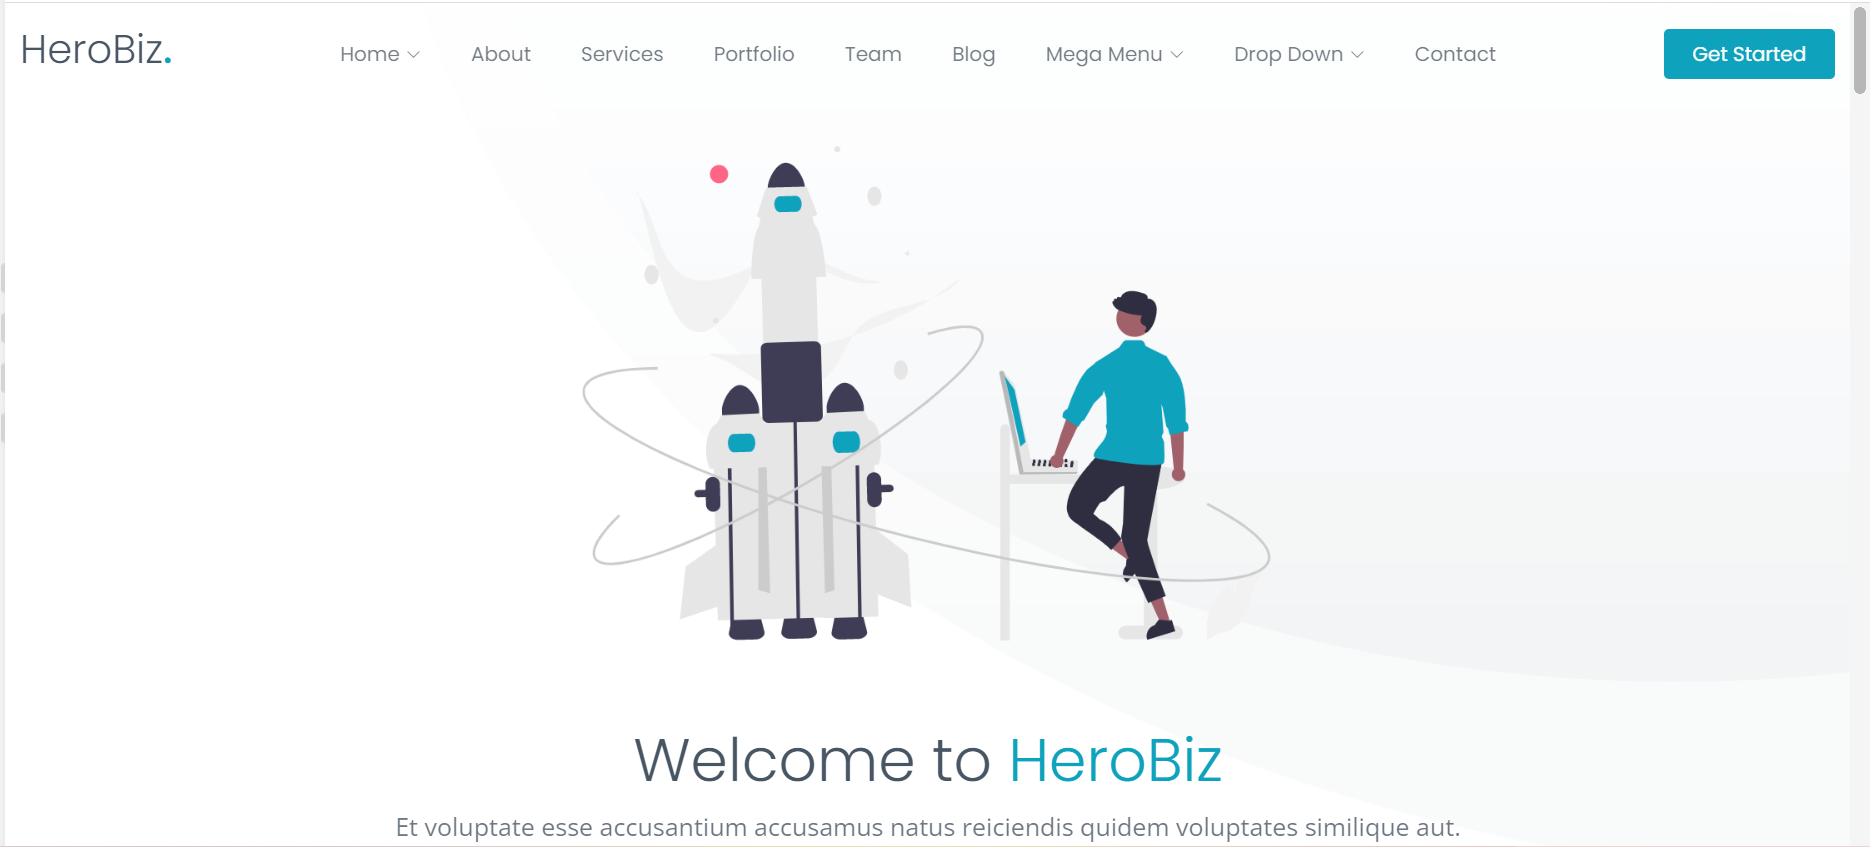 HeroBiz.
Home About Services Portfolio Team Blog Mega Menu Drop Down Contact Get Started
Welcome to HeroBiz
Et voluptate esse accusantium accusamus natus reiciendis quidem voluptates similique aut.